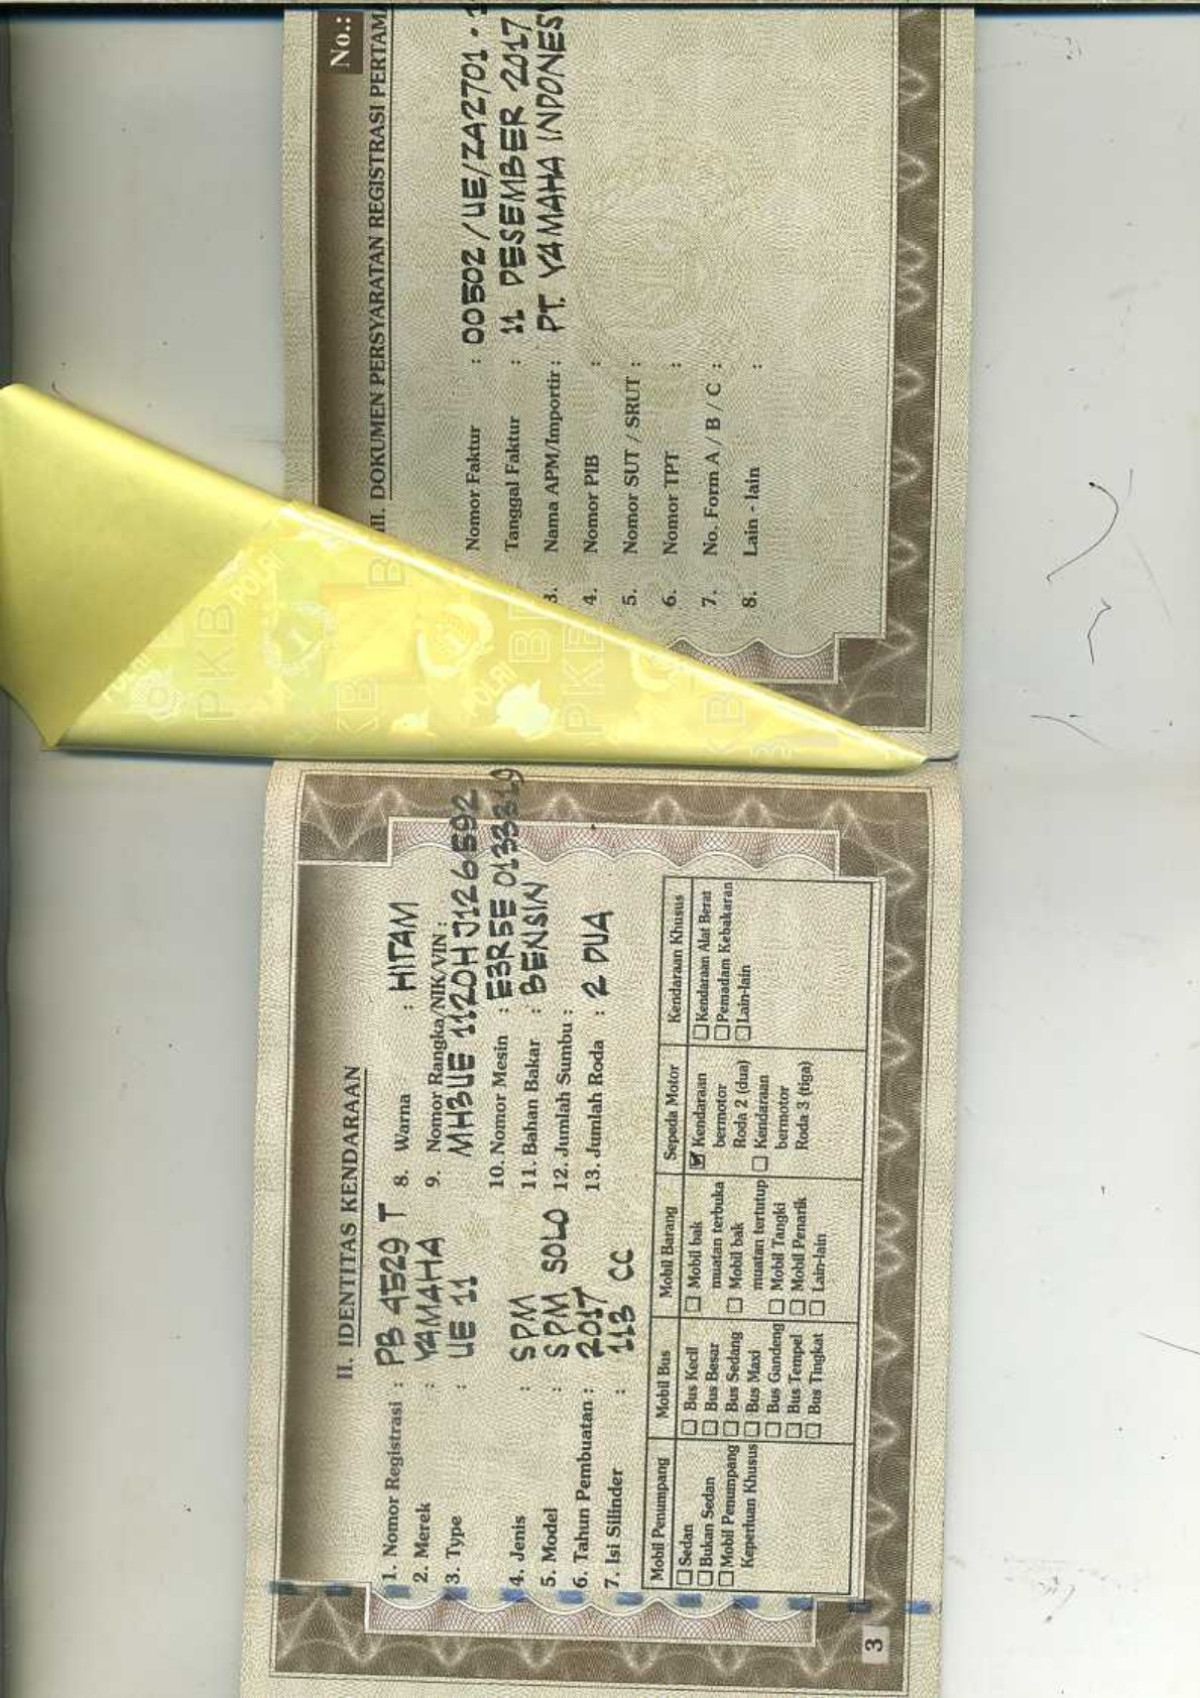 II. IDENTITAS KENDARAAN
1. Nomor Registrasi : PB 4529 T
2. Merek : YAMAHA
3. Type : UE 11
4. Jenis : SPM
5. Model : SPM SOLO
6. Tahun Pembuatan : 2017
7. Isi Silinder : 113 CC
8. Warna : HITAM
9. Nomor Rangka/NIK/VIN :
MH3UE 1120HJ126592
10. Nomor Mesin : E3R5E 0133319
11. Bahan Bakar : BENSIN
12. Jumlah Sumbu :
13. Jumlah Roda : 2 DUA
Mobil Penumpang
Sedan
Bukan Sedan
Mobil Penumpang
Keperluan Khusus
Mobil Bus
Bus Kecil
Bus Besar
Bus Sedang
Bus Maxi
Bus Gandeng
Bus Tempel
Bus Tingkat
Mobil Barang
Mobil bak
muatan terbuka
Mobil bak
muatan tertutup
Mobil Tangki
Mobil Penarik
Lain-lain
Sepeda Motor
Kendaraan
bermotor
Roda 2 (dua)
Kendaraan
bermotor
Roda 3 (tiga)
Kendaraan Khusus
Kendaraan Alat Berat
Pemadam Kebakaran
Lain-lain
3
No.:
III. DOKUMEN PERSYARATAN REGISTRASI
Nomor Faktur : 00502/UE/ZA2701-
Tanggal Faktur : 11 DESEMBER 2017
3. Nama APM/Importir : PT. YAMAHA
4. Nomor PIB :
5. Nomor SUT / SRUT :
6. Nomor TPT :
7. No. Form A / B / C :
8. Lain - lain :
POLRI